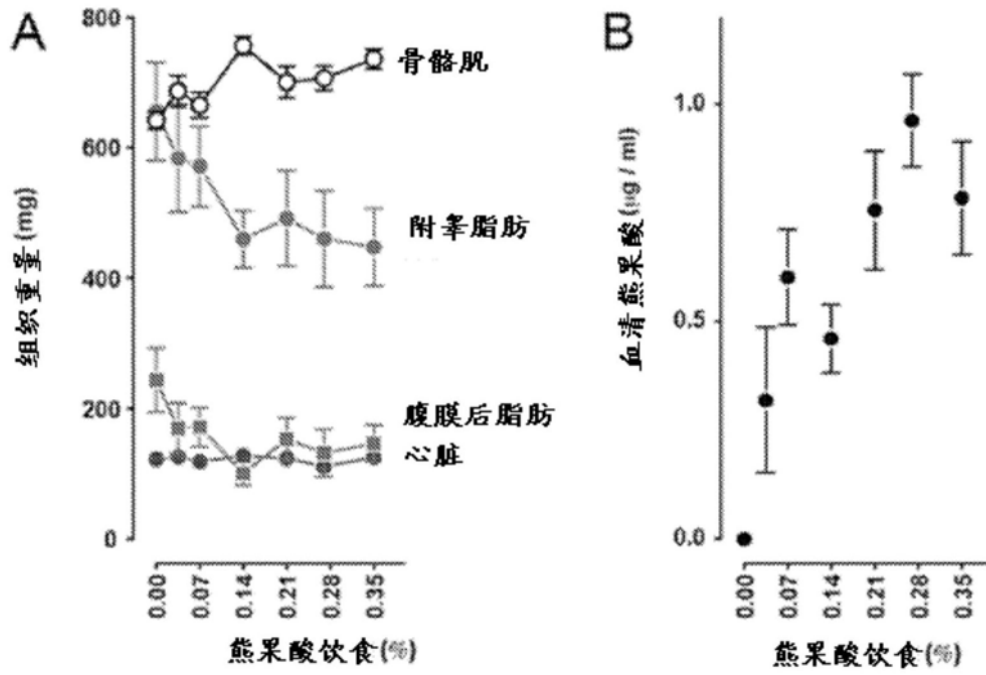 A
800
600
400
200
0
组织重量(mg)
骨骼肌
附睾脂肪
腹膜后脂肪
心脏
0.00
0.07
0.14
0.21
0.28
0.35
熊果酸饮食(%)
B
1.0
0.5
0.0
血清熊果酸(µg / ml)
0.00
0.07
0.14
0.21
0.28
0.35
熊果酸饮食(%)